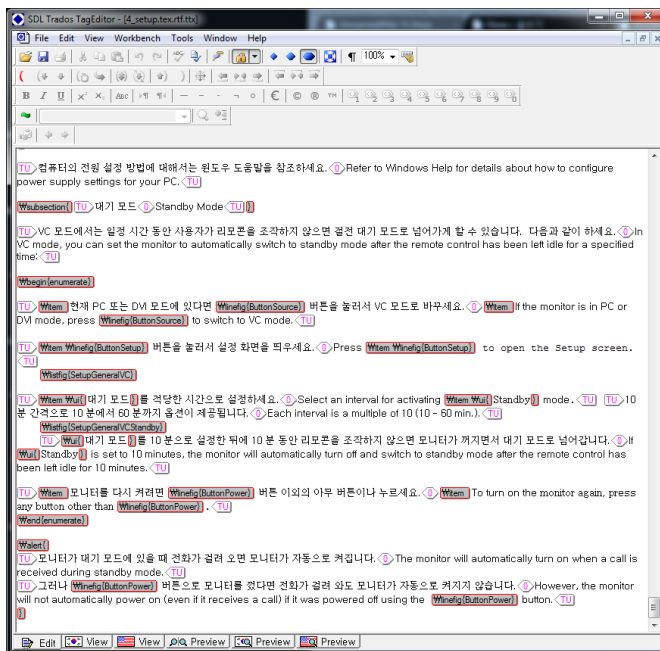 SDL Trados TagEditor - [4_setup.tex.rtf.ttx]
File Edit View Workbench Tools Window Help
100%
B I U x² x₂ ABC € © ® ™
TU 컴퓨터의 전원 설정 방법에 대해서는 윈도우 도움말을 참조하세요. 0 Refer to Windows Help for details about how to configure
power supply settings for your PC. TU
₩subsection{ TU 대기 모드 0 Standby Mode TU }
TU VC 모드에서는 일정 시간 동안 사용자가 리모콘을 조작하지 않으면 절전 대기 모드로 넘어가게 할 수 있습니다. 다음과 같이 하세요. 0 In
VC mode, you can set the monitor to automatically switch to standby mode after the remote control has been left idle for a specified
time: TU
₩begin{enumerate}
TU ₩item 현재 PC 또는 DVI 모드에 있다면 ₩linefig{ButtonSource} 버튼을 눌러서 VC 모드로 바꾸세요. 0 ₩item If the monitor is in PC or
DVI mode, press ₩linefig{ButtonSource} to switch to VC mode. TU
TU ₩item ₩linefig{ButtonSetup} 버튼을 눌러서 설정 화면을 띄우세요. 0 Press ₩item ₩linefig{ButtonSetup} to open the Setup screen.
TU
₩listfig{SetupGeneralVC}
TU ₩item ₩ui{ 대기 모드 } 를 적당한 시간으로 설정하세요. 0 Select an interval for activating ₩item ₩ui{ Standby } mode. TU TU 10
분 간격으로 10 분에서 60 분까지 옵션이 제공됩니다. 0 Each interval is a multiple of 10 (10 - 60 min.). TU
₩listfig{SetupGeneralVCStandby}
TU ₩ui{ 대기 모드 } 를 10 분으로 설정한 뒤에 10 분 동안 리모콘을 조작하지 않으면 모니터가 꺼지면서 대기 모드로 넘어갑니다. 0 If
₩ui{ Standby } is set to 10 minutes, the monitor will automatically turn off and switch to standby mode after the remote control has
been left idle for 10 minutes. TU
TU ₩item 모니터를 다시 켜려면 ₩linefig{ButtonPower} 버튼 이외의 아무 버튼이나 누르세요. 0 ₩item To turn on the monitor again, press
any button other than ₩linefig{ButtonPower} . TU
₩end{enumerate}
₩alert{
TU 모니터가 대기 모드에 있을 때 전화가 걸려 오면 모니터가 자동으로 켜집니다. 0 The monitor will automatically turn on when a call is
received during standby mode. TU
TU 그러나 ₩linefig{ButtonPower} 버튼으로 모니터를 껐다면 전화가 걸려 와도 모니터가 자동으로 켜지지 않습니다. 0 However, the monitor
will not automatically power on (even if it receives a call) if it was powered off using the ₩linefig{ButtonPower} button. TU
}
Edit View View Preview Preview Preview